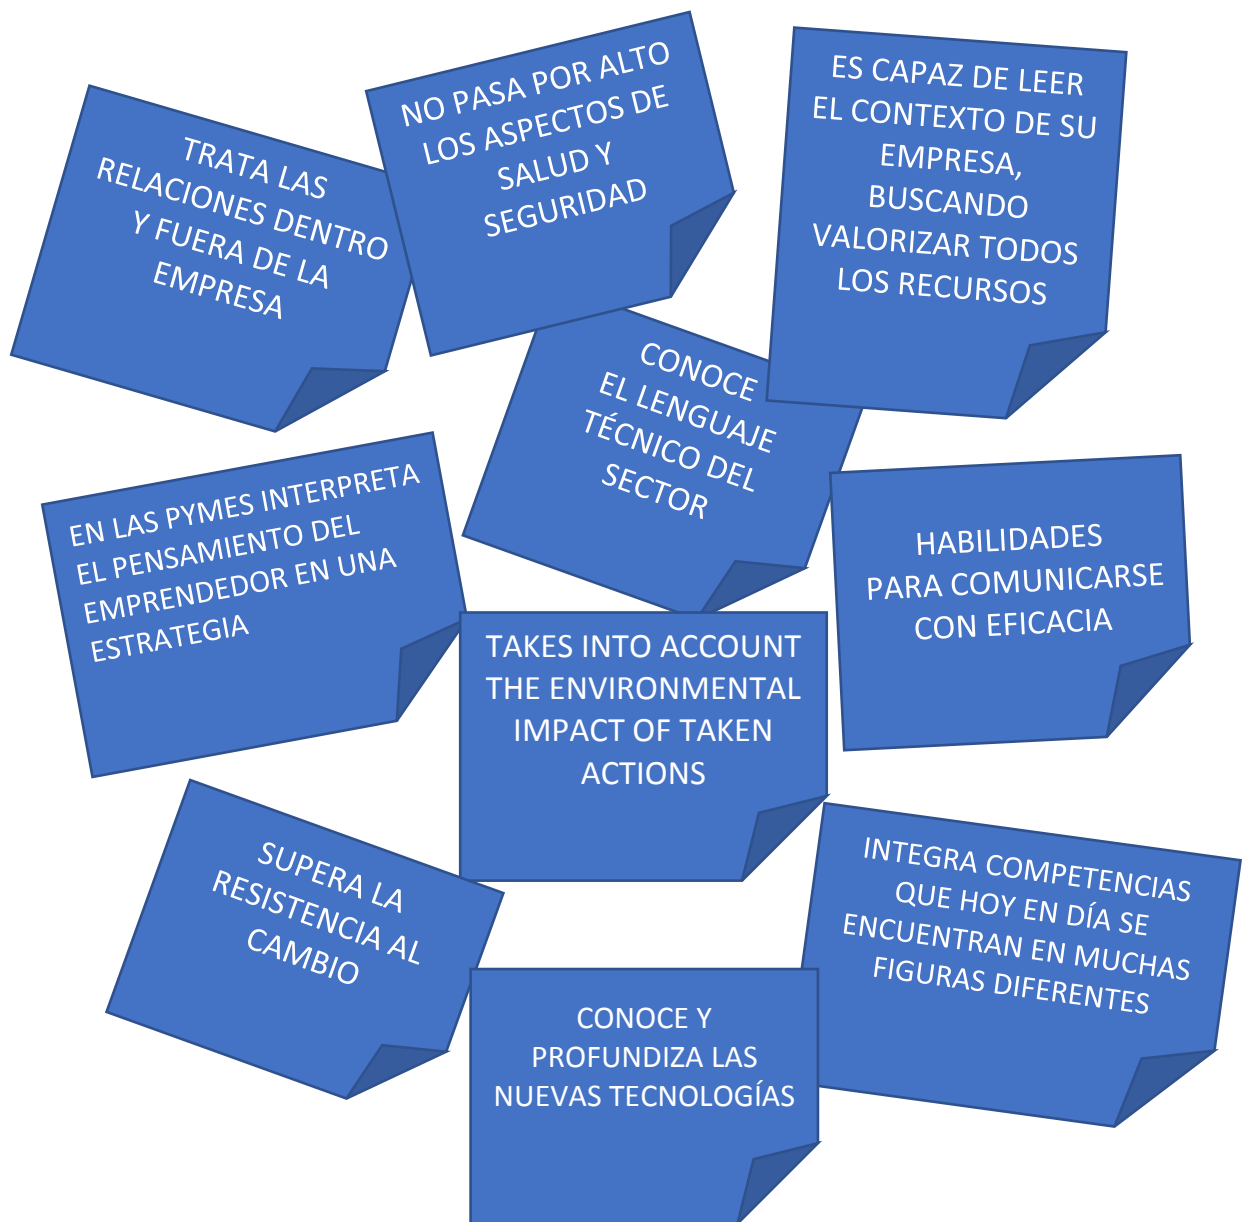 TRATA LAS
RELACIONES DENTRO
Y FUERA DE LA
EMPRESA
NO PASA POR ALTO
LOS ASPECTOS DE
SALUD Y
SEGURIDAD
ES CAPAZ DE LEER
EL CONTEXTO DE SU
EMPRESA,
BUSCANDO
VALORIZAR TODOS
LOS RECURSOS
CONOCE
EL LENGUAJE
TÉCNICO DEL
SECTOR
EN LAS PYMES INTERPRETA
EL PENSAMIENTO DEL
EMPRENDEDOR EN UNA
ESTRATEGIA
HABILIDADES
PARA COMUNICARSE
CON EFICACIA
TAKES INTO ACCOUNT
THE ENVIRONMENTAL
IMPACT OF TAKEN
ACTIONS
SUPERA LA
RESISTENCIA AL
CAMBIO
INTEGRA COMPETENCIAS
QUE HOY EN DÍA SE
ENCUENTRAN EN MUCHAS
FIGURAS DIFERENTES
CONOCE Y
PROFUNDIZA LAS
NUEVAS TECNOLOGÍAS